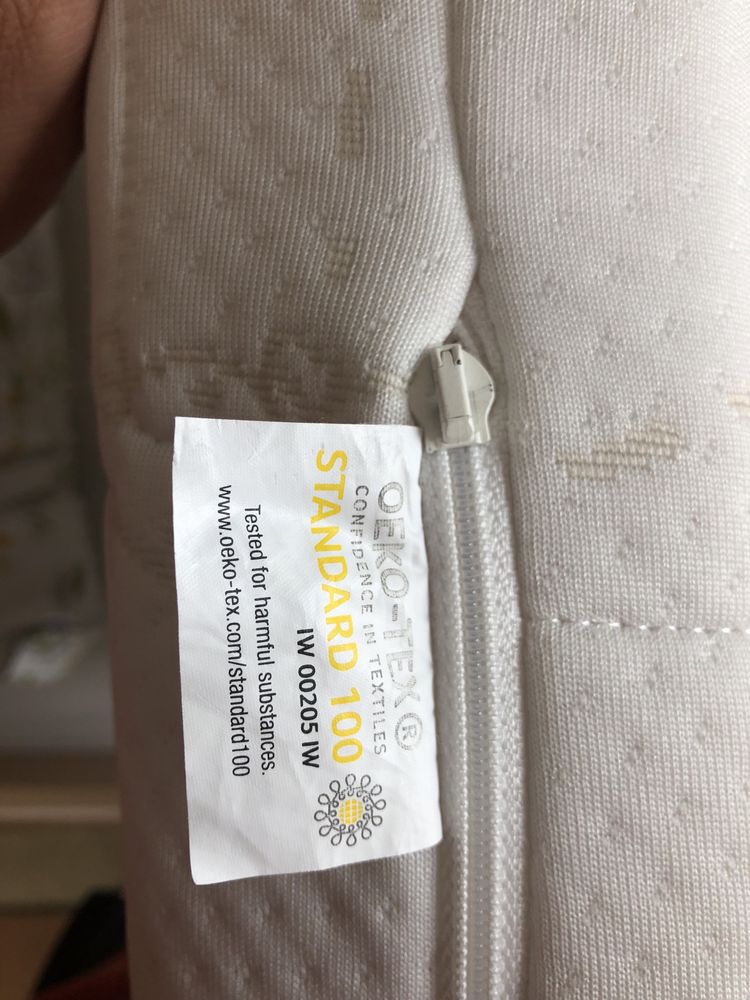 OEKO-TEX®
CONFIDENCE IN TEXTILES
STANDARD 100
IW 00205 IW
Tested for harmful substances.
www.oeko-tex.com/standard100